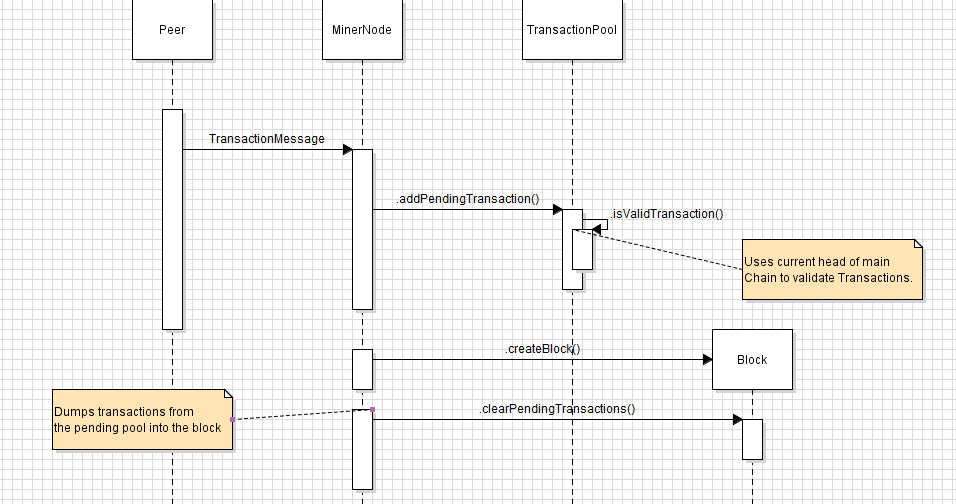 Peer
MinerNode
TransactionPool
TransactionMessage
.addPendingTransaction()
.isValidTransaction()
Uses current head of main
Chain to validate Transactions.
.createBlock()
Block
Dumps transactions from
the pending pool into the block
.clearPendingTransactions()